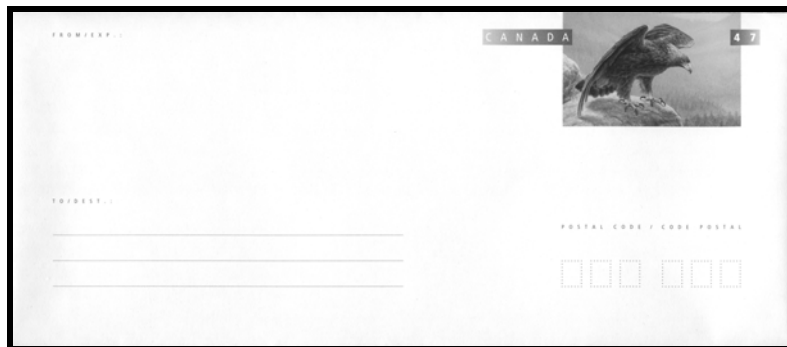 FROM/EXP.:
CANADA 47
TO/DEST.:
POSTAL CODE / CODE POSTAL